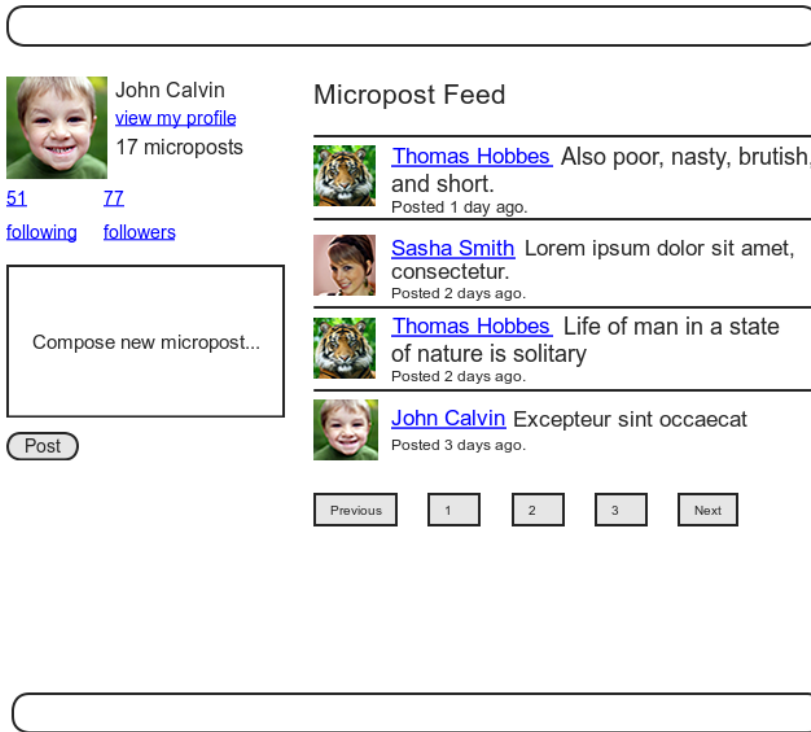 John Calvin
view my profile
17 microposts
51 77
following followers
Compose new micropost...
Post
Micropost Feed
Thomas Hobbes Also poor, nasty, brutish,
and short.
Posted 1 day ago.
Sasha Smith Lorem ipsum dolor sit amet,
consectetur.
Posted 2 days ago.
Thomas Hobbes Life of man in a state
of nature is solitary
Posted 2 days ago.
John Calvin Excepteur sint occaecat
Posted 3 days ago.
Previous 1 2 3 Next